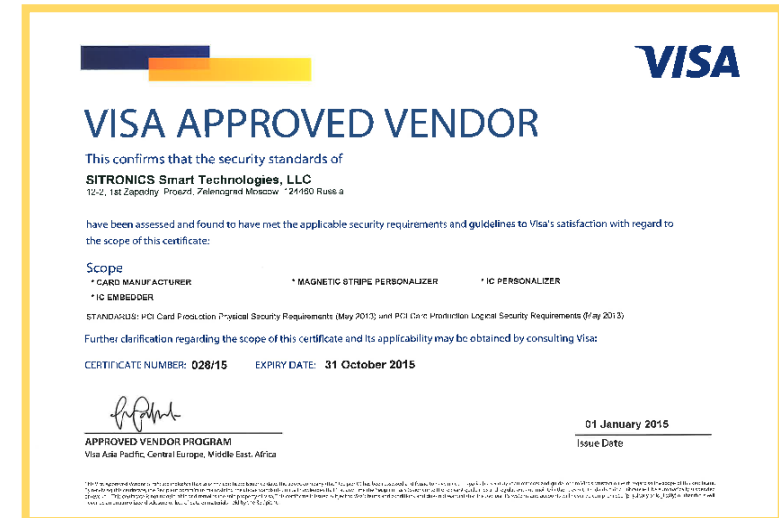 VISA
VISA APPROVED VENDOR
This confirms that the security standards of
SITRONICS Smart Technologies, LLC
12-2, 1st Zapadny Proezd, Zelenograd Moscow 124460 Russia
have been assessed and found to have met the applicable security requirements and guidelines to Visa's satisfaction with regard to
the scope of this certificate:
Scope
* CARD MANUFACTURER * MAGNETIC STRIPE PERSONALIZER * IC PERSONALIZER
* IC EMBEDDER
STANDARDS: PCI Card Production Physical Security Requirements (May 2013) and PCI Card Production Logical Security Requirements (May 2013)
Further clarification regarding the scope of this certificate and its applicability may be obtained by consulting Visa:
CERTIFICATE NUMBER: 028/15 EXPIRY DATE: 31 October 2015
01 January 2015
APPROVED VENDOR PROGRAM
Issue Date
Visa Asia Pacific, Central Europe, Middle East, Africa